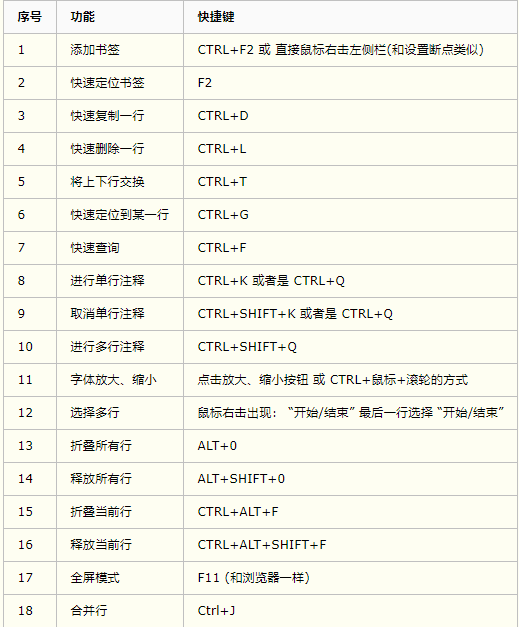 序号 功能 快捷键
1 添加书签 CTRL+F2 或 直接鼠标右击左侧栏(和设置断点类似)
2 快速定位书签 F2
3 快速复制一行 CTRL+D
4 快速删除一行 CTRL+L
5 将上下行交换 CTRL+T
6 快速定位到某一行 CTRL+G
7 快速查询 CTRL+F
8 进行单行注释 CTRL+K 或者是 CTRL+Q
9 取消单行注释 CTRL+SHIFT+K 或者是 CTRL+Q
10 进行多行注释 CTRL+SHIFT+Q
11 字体放大、缩小 点击放大、缩小按钮 或 CTRL+鼠标+滚轮的方式
12 选择多行 鼠标右击出现：“开始/结束” 最后一行选择 “开始/结束”
13 折叠所有行 ALT+0
14 释放所有行 ALT+SHIFT+0
15 折叠当前行 CTRL+ALT+F
16 释放当前行 CTRL+ALT+SHIFT+F
17 全屏模式 F11 (和浏览器一样)
18 合并行 Ctrl+J